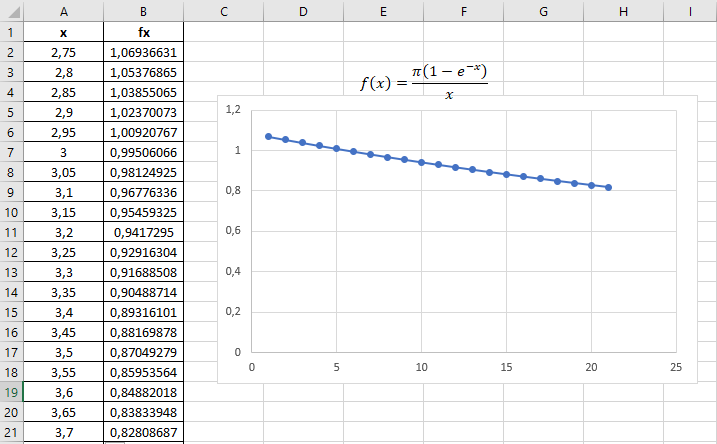 A B C D E F G H I
1 x fx
2 2,75 1,06936631
3 2,8 1,05376865
4 2,85 1,03855065
5 2,9 1,02370073
6 2,95 1,00920767
7 3 0,99506066
8 3,05 0,98124925
9 3,1 0,96776336
10 3,15 0,95459325
11 3,2 0,9417295
12 3,25 0,92916304
13 3,3 0,91688508
14 3,35 0,90488714
15 3,4 0,89316101
16 3,45 0,88169878
17 3,5 0,87049279
18 3,55 0,85953564
19 3,6 0,84882018
20 3,65 0,83833948
21 3,7 0,82808687
f(x) = π(1 − e^−x) / x
1,2
1
0,8
0,6
0,4
0,2
0
0 5 10 15 20 25